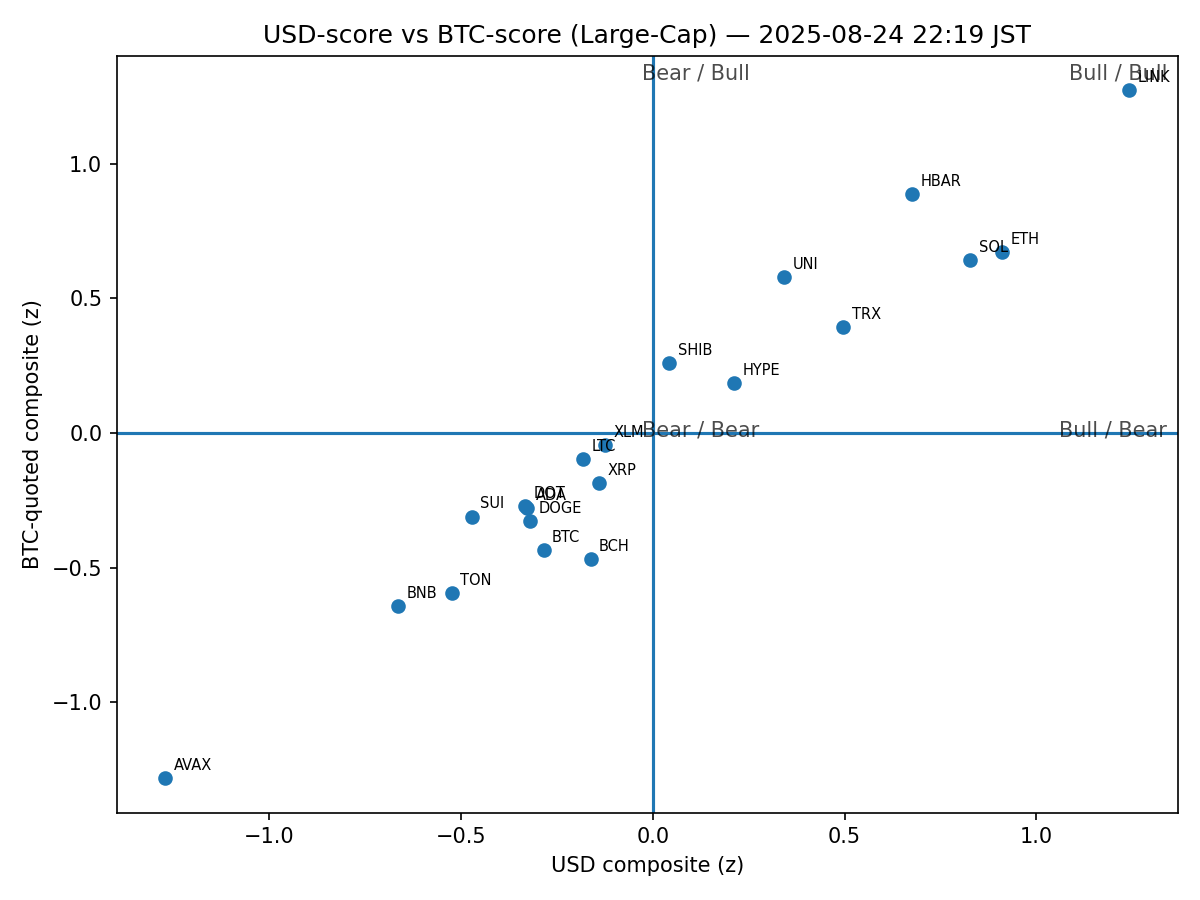 USD-score vs BTC-score (Large-Cap) — 2025-08-24 22:19 JST
Bear / Bull
Bull / Bull
LINK
1.0
HBAR
ETH
SOL
UNI
0.5
TRX
SHIB
HYPE
0.0
XLM
Bear / Bear
Bull / Bear
LTC
XRP
DOT
ADA
SUI
DOGE
BTC
BCH
−0.5
TON
BNB
−1.0
AVAX
−1.0
−0.5
0.0
0.5
1.0
USD composite (z)
BTC-quoted composite (z)